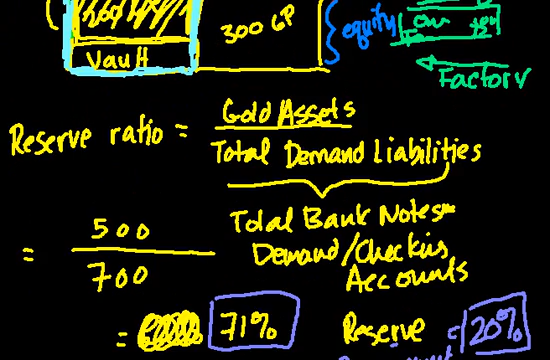 300 GP
equity
Vault
Factory
Reserve ratio = Gold Assets
Total Demand Liabilities
= 500
700
Total Bank Notes
Demand/Checking
Accounts
= 71%
Reserve = 20%